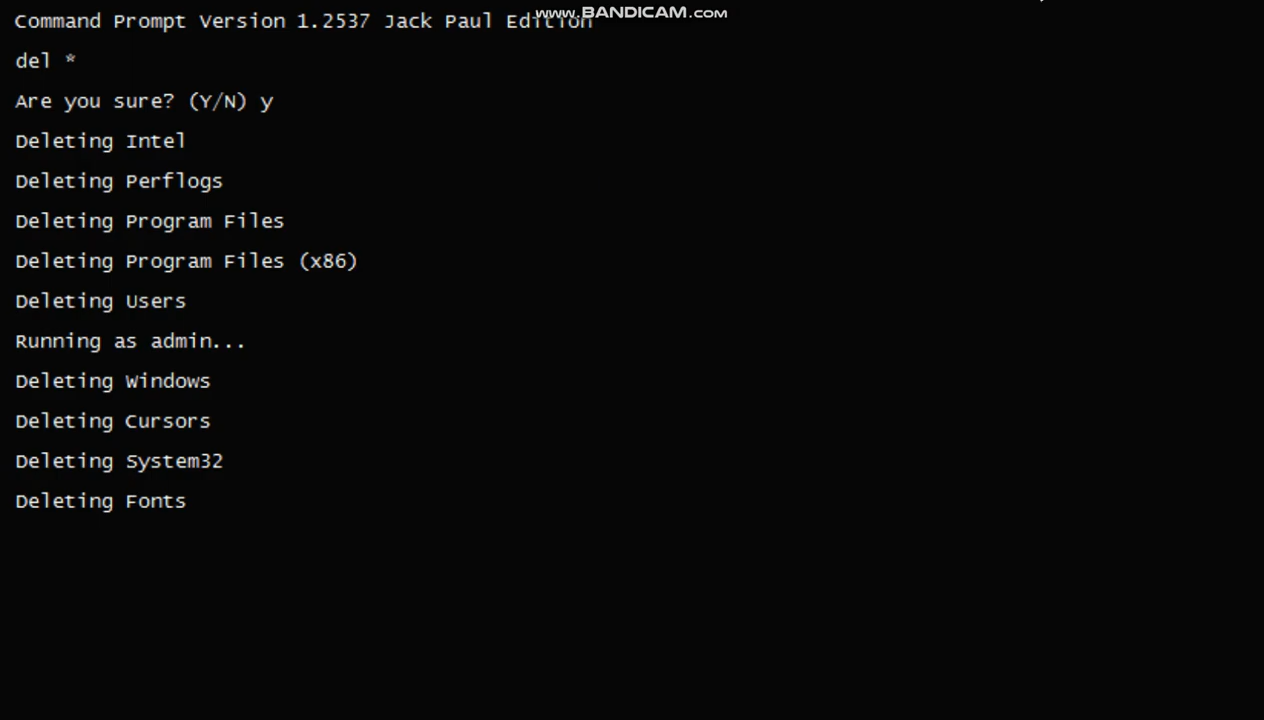 www.BANDICAM.com
Command Prompt Version 1.2537 Jack Paul Edition
del *
Are you sure? (Y/N) y
Deleting Intel
Deleting Perflogs
Deleting Program Files
Deleting Program Files (x86)
Deleting Users
Running as admin...
Deleting Windows
Deleting Cursors
Deleting System32
Deleting Fonts